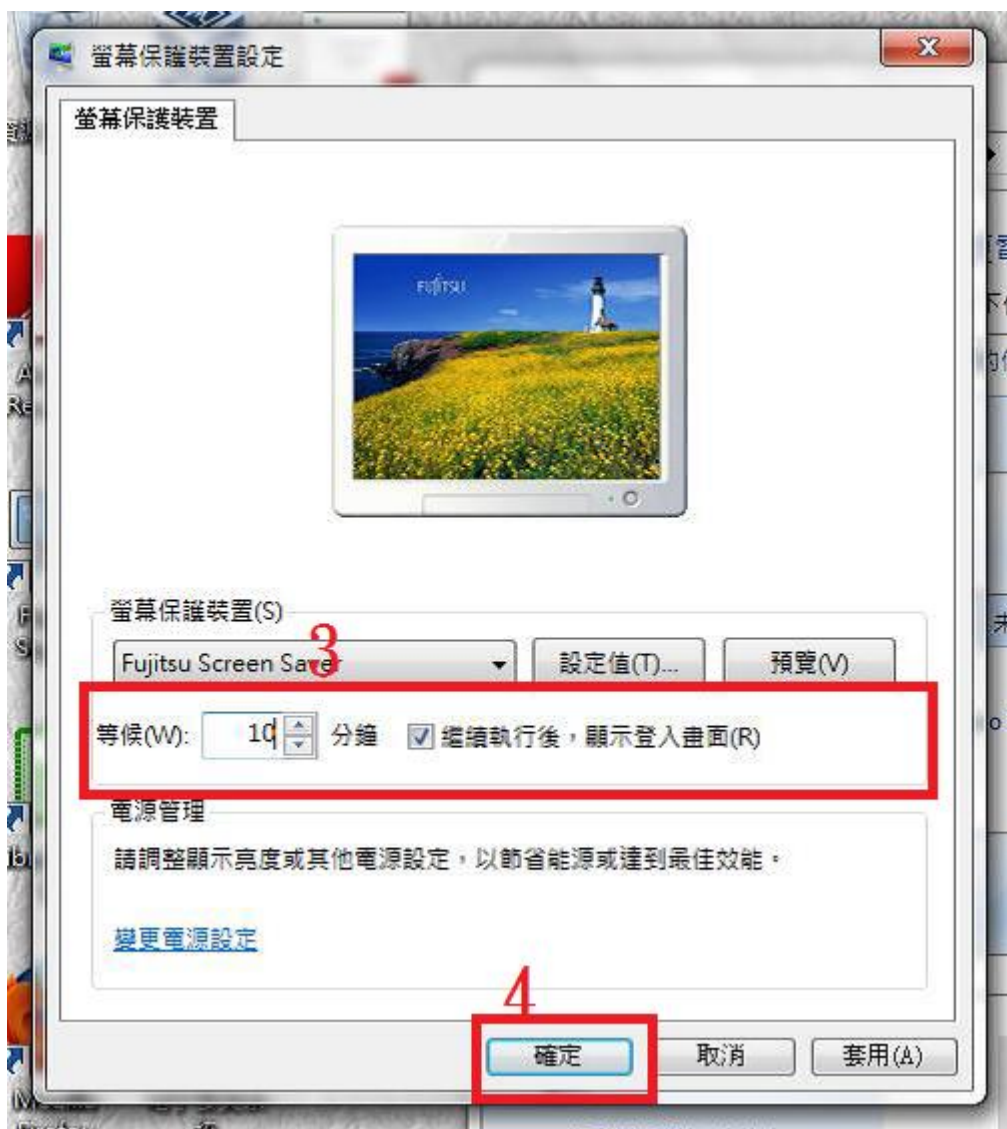 螢幕保護裝置設定
螢幕保護裝置
FUJITSU
螢幕保護裝置(S)
3
Fujitsu Screen Saver
設定值(T)...
預覽(V)
等候(W): 10 分鐘 繼續執行後，顯示登入畫面(R)
電源管理
請調整顯示亮度或其他電源設定，以節省能源或達到最佳效能。
變更電源設定
4
確定
取消
套用(A)